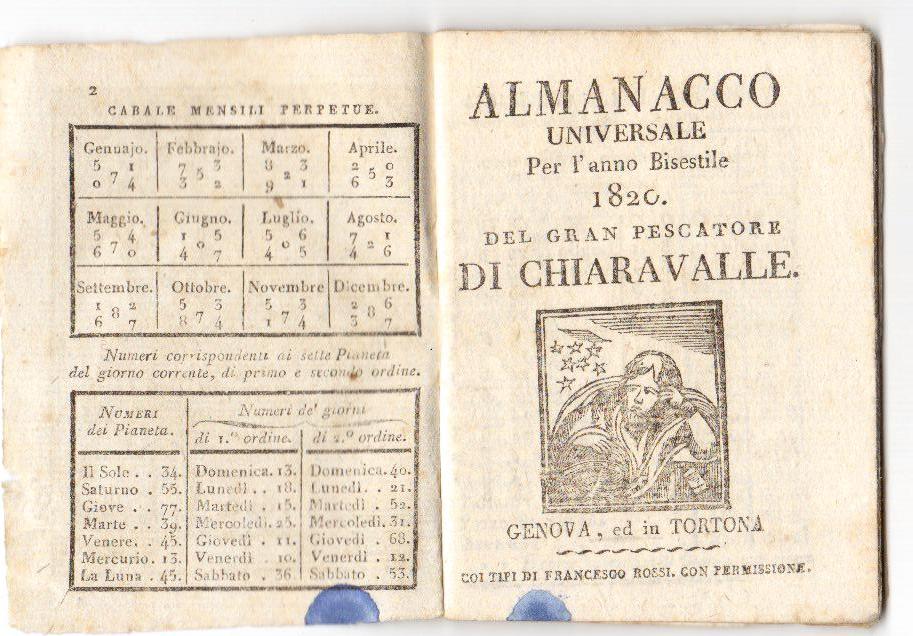 2
CABALE MENSILI PERPETUE.
Gennajo. Febbrajo. Marzo. Aprile.
5 1 7 3 8 3 2 0
7 5 2 5
0 4 3 2 9 1 6 3
Maggio. Giugno. Luglio. Agosto.
5 4 1 5 5 6 7 1
7 0 0 2
6 0 4 7 4 5 4 6
Settembre. Ottobre. Novembre Dicembre.
1 2 5 3 5 3 2 6
8 7 7 8
6 7 8 4 1 4 3 7
Numeri corrispondenti ai sette Pianeta
del giorno corrente, di primo e secondo ordine.
NUMERI
dei Pianeta.
Numeri de' giorni
di 1.º ordine. di 2.º ordine.
Il Sole . . 34. Domenica. 13. Domenica. 40.
Saturno . 55. Lunedì . . 18. Lunedì . . 21.
Giove . . 77. Martedì . 15. Martedì . 52.
Marte . . 39. Mercoledì. 25. Mercoledì. 31.
Venere. . 45. Giovedì . 11. Giovedì . 68.
Mercurio . 13. Venerdì . 10. Venerdì . 12.
La Luna . 45. Sabbato . 36. Sabbato . 53.
ALMANACCO
UNIVERSALE
Per l'anno Bisestile
1820.
DEL GRAN PESCATORE
DI CHIARAVALLE.
GENOVA, ed in TORTONA
COI TIPI DI FRANCESCO ROSSI. CON PERMISSIONE.